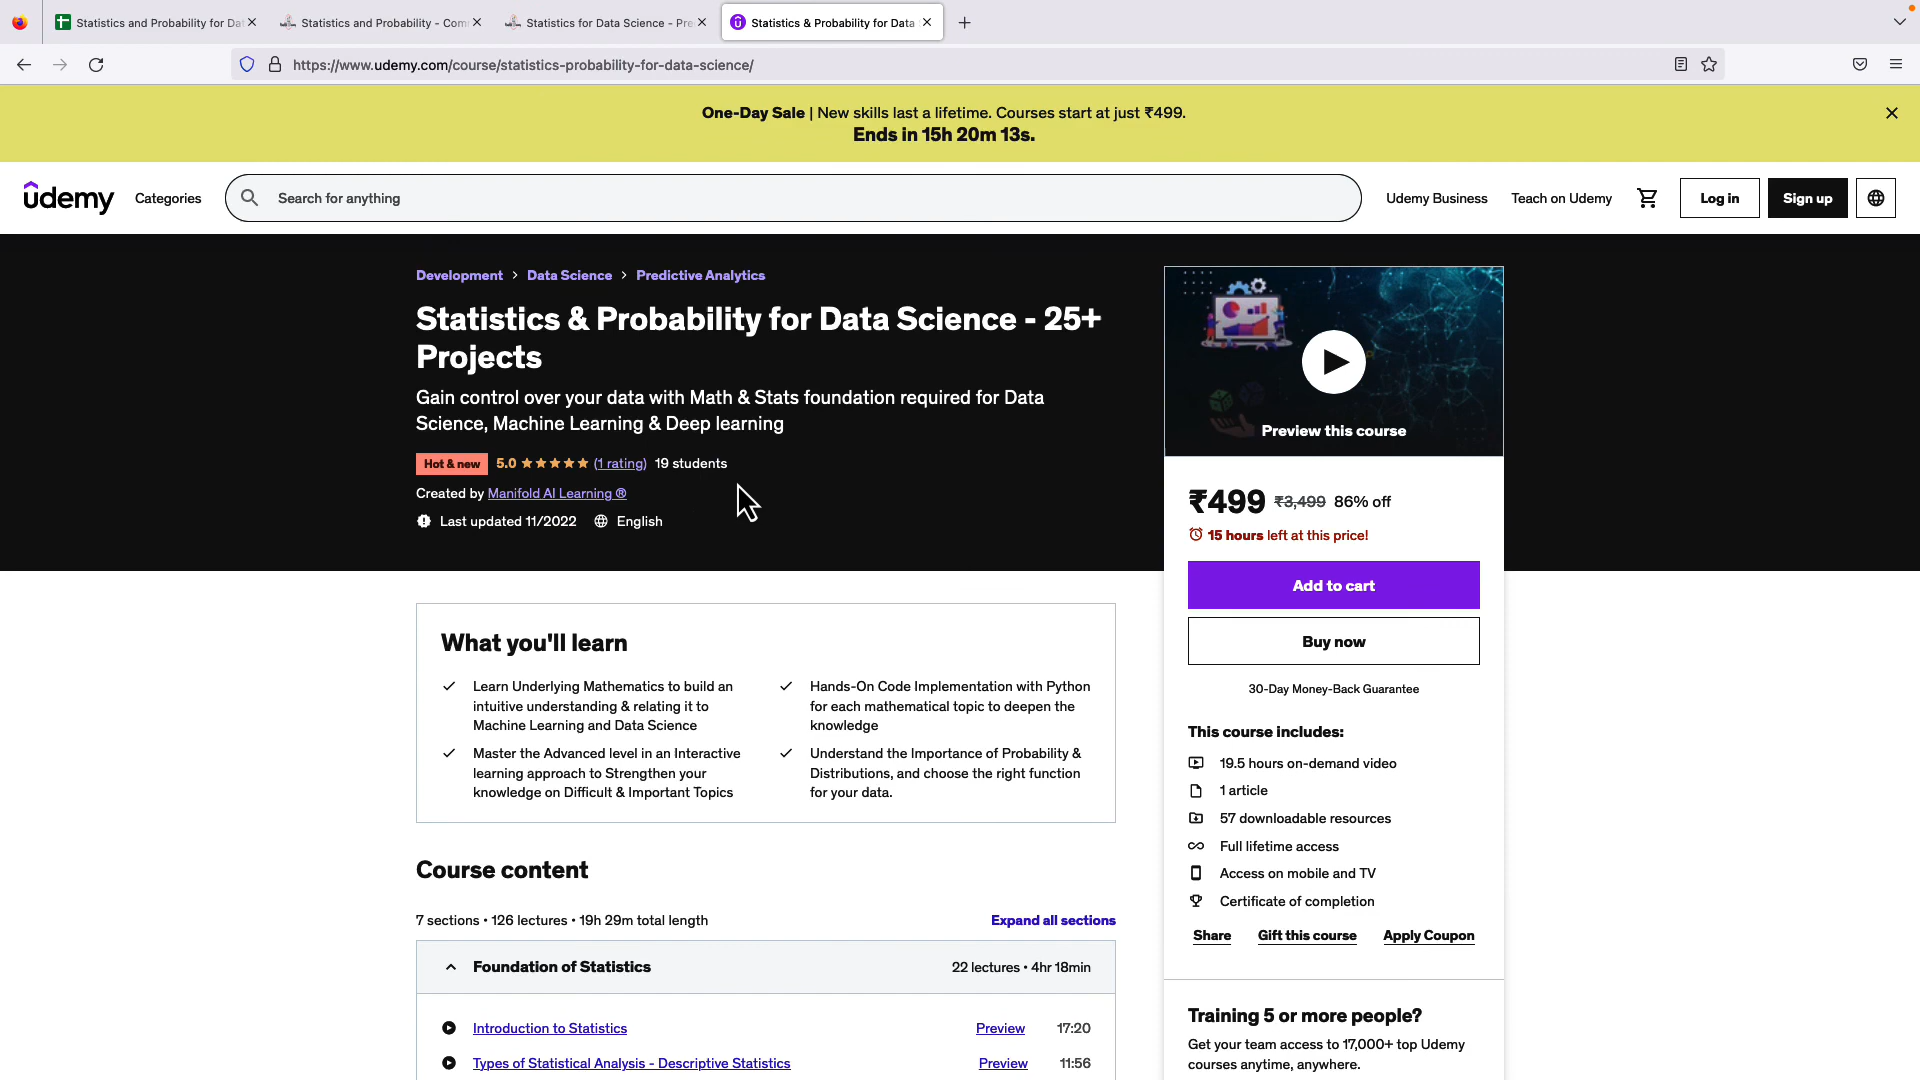 Statistics and Probability for Da
Statistics and Probability - Com
Statistics for Data Science - Pre
Statistics & Probability for Data
https://www.udemy.com/course/statistics-probability-for-data-science/
One-Day Sale | New skills last a lifetime. Courses start at just ₹499.
Ends in 15h 20m 13s.
udemy
Categories
Search for anything
Udemy Business
Teach on Udemy
Log in
Sign up
Development > Data Science > Predictive Analytics
Statistics & Probability for Data Science - 25+
Projects
Gain control over your data with Math & Stats foundation required for Data
Science, Machine Learning & Deep learning
Hot & new 5.0 (1 rating) 19 students
Created by Manifold AI Learning ®
Last updated 11/2022 English
Preview this course
₹499 ₹3,499 86% off
15 hours left at this price!
Add to cart
Buy now
30-Day Money-Back Guarantee
This course includes:
19.5 hours on-demand video
1 article
57 downloadable resources
Full lifetime access
Access on mobile and TV
Certificate of completion
Share Gift this course Apply Coupon
Training 5 or more people?
Get your team access to 17,000+ top Udemy
courses anytime, anywhere.
What you'll learn
Learn Underlying Mathematics to build an
intuitive understanding & relating it to
Machine Learning and Data Science
Master the Advanced level in an Interactive
learning approach to Strengthen your
knowledge on Difficult & Important Topics
Hands-On Code Implementation with Python
for each mathematical topic to deepen the
knowledge
Understand the Importance of Probability &
Distributions, and choose the right function
for your data.
Course content
7 sections • 126 lectures • 19h 29m total length
Expand all sections
Foundation of Statistics 22 lectures • 4hr 18min
Introduction to Statistics Preview 17:20
Types of Statistical Analysis - Descriptive Statistics Preview 11:56